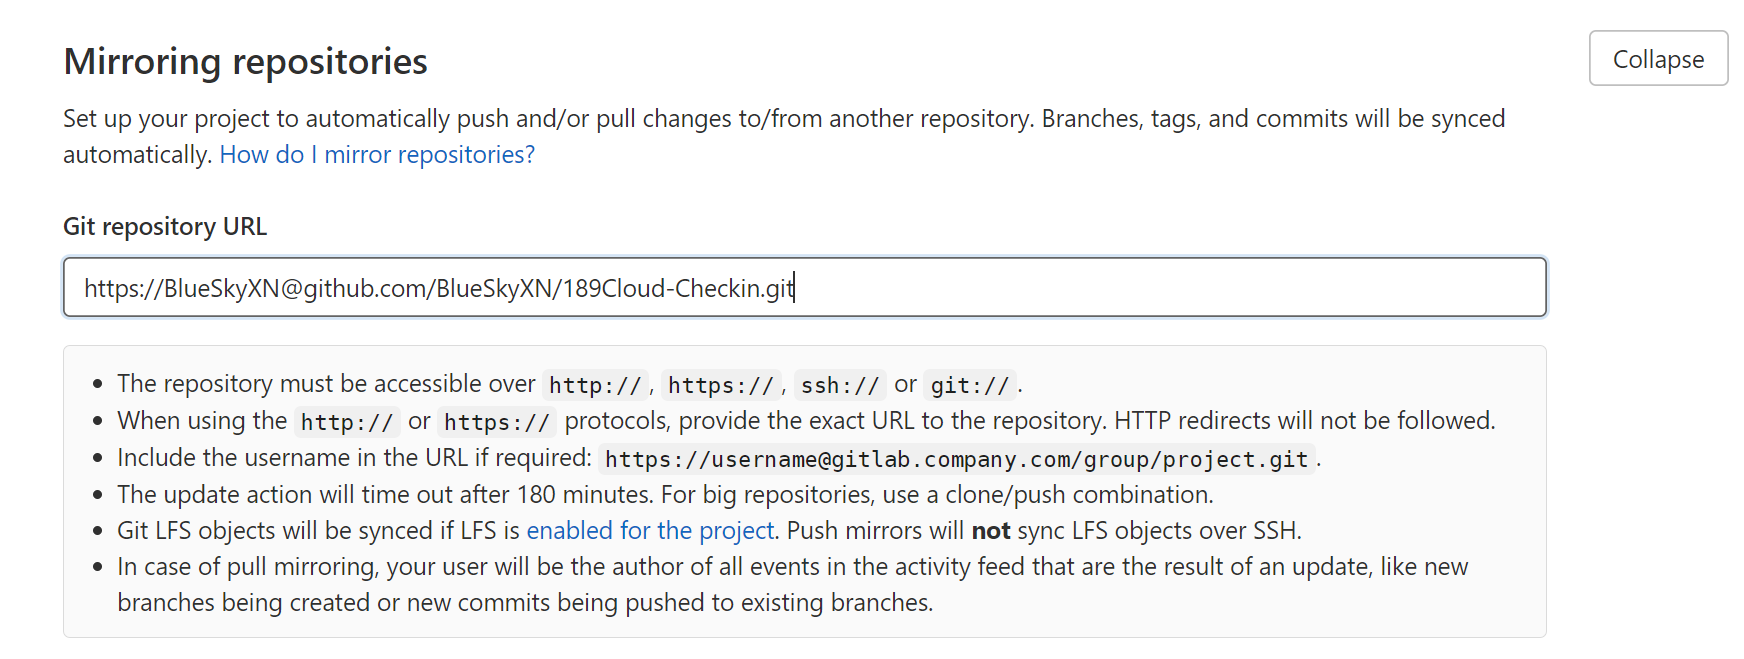 Mirroring repositories
Collapse
Set up your project to automatically push and/or pull changes to/from another repository. Branches, tags, and commits will be synced
automatically. How do I mirror repositories?
Git repository URL
https://BlueSkyXN@github.com/BlueSkyXN/189Cloud-Checkin.git
• The repository must be accessible over http://, https://, ssh:// or git://.
• When using the http:// or https:// protocols, provide the exact URL to the repository. HTTP redirects will not be followed.
• Include the username in the URL if required: https://username@gitlab.company.com/group/project.git.
• The update action will time out after 180 minutes. For big repositories, use a clone/push combination.
• Git LFS objects will be synced if LFS is enabled for the project. Push mirrors will not sync LFS objects over SSH.
• In case of pull mirroring, your user will be the author of all events in the activity feed that are the result of an update, like new
branches being created or new commits being pushed to existing branches.